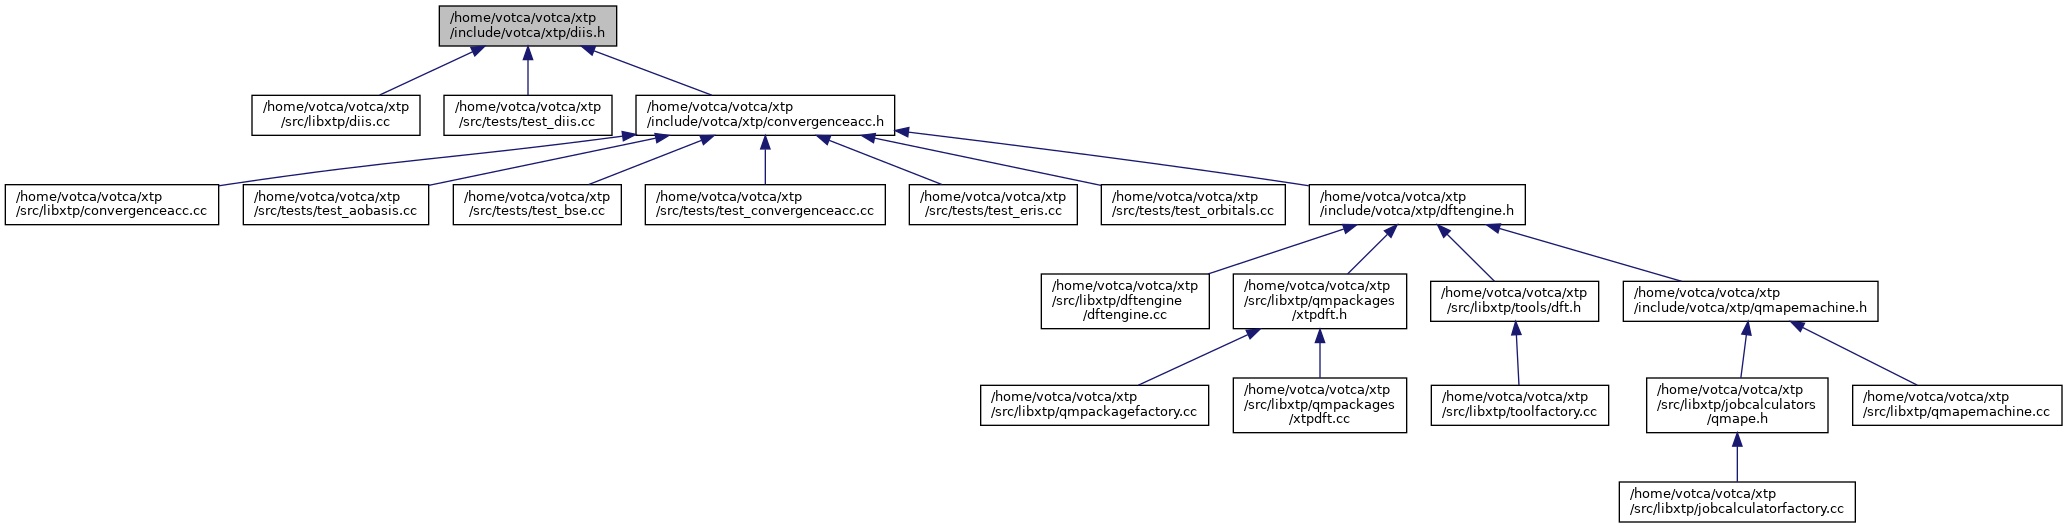 /home/votca/votca/xtp
/include/votca/xtp/diis.h
/home/votca/votca/xtp
/src/libxtp/diis.cc
/home/votca/votca/xtp
/src/tests/test_diis.cc
/home/votca/votca/xtp
/include/votca/xtp/convergenceacc.h
/home/votca/votca/xtp
/src/libxtp/convergenceacc.cc
/home/votca/votca/xtp
/src/tests/test_aobasis.cc
/home/votca/votca/xtp
/src/tests/test_bse.cc
/home/votca/votca/xtp
/src/tests/test_convergenceacc.cc
/home/votca/votca/xtp
/src/tests/test_eris.cc
/home/votca/votca/xtp
/src/tests/test_orbitals.cc
/home/votca/votca/xtp
/include/votca/xtp/dftengine.h
/home/votca/votca/xtp
/src/libxtp/dftengine
/dftengine.cc
/home/votca/votca/xtp
/src/libxtp/qmpackages
/xtpdft.h
/home/votca/votca/xtp
/src/libxtp/tools/dft.h
/home/votca/votca/xtp
/include/votca/xtp/qmapemachine.h
/home/votca/votca/xtp
/src/libxtp/qmpackagefactory.cc
/home/votca/votca/xtp
/src/libxtp/qmpackages
/xtpdft.cc
/home/votca/votca/xtp
/src/libxtp/toolfactory.cc
/home/votca/votca/xtp
/src/libxtp/jobcalculators
/qmape.h
/home/votca/votca/xtp
/src/libxtp/qmapemachine.cc
/home/votca/votca/xtp
/src/libxtp/jobcalculatorfactory.cc